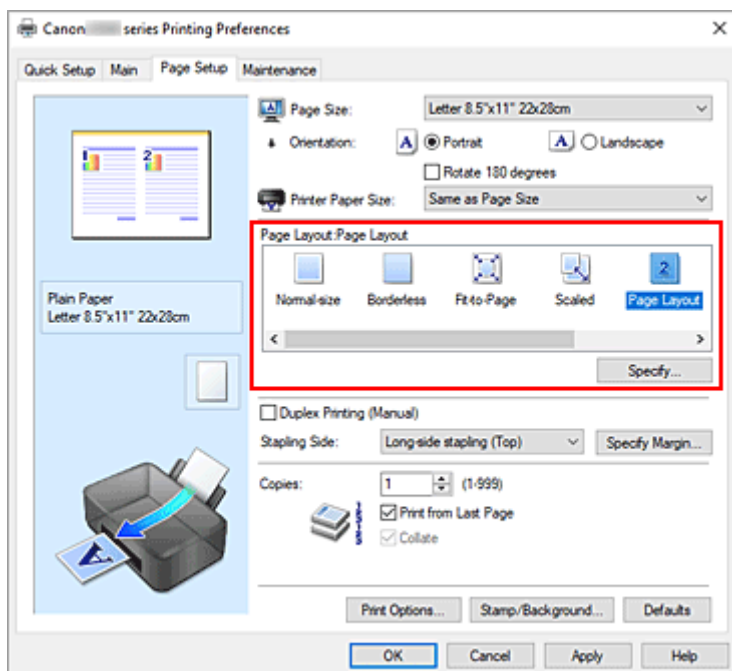 Canon series Printing Preferences
Quick Setup Main Page Setup Maintenance
Page Size: Letter 8.5"x11" 22x28cm
Orientation: A Portrait A Landscape
Rotate 180 degrees
Printer Paper Size: Same as Page Size
Page Layout:Page Layout
Normal-size Borderless Fit-to-Page Scaled Page Layout
Specify...
Plain Paper
Letter 8.5"x11" 22x28cm
Duplex Printing (Manual)
Stapling Side: Long-side stapling (Top) Specify Margin...
Copies: 1 (1-999)
Print from Last Page
Collate
Print Options... Stamp/Background... Defaults
OK Cancel Apply Help